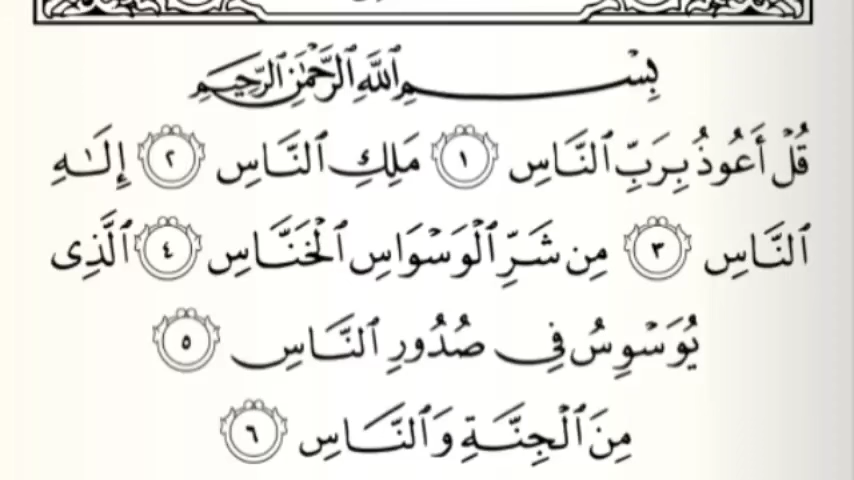 بِسۡمِ ٱللَّهِ ٱلرَّحۡمَٰنِ ٱلرَّحِيمِ
قُلۡ أَعُوذُ بِرَبِّ ٱلنَّاسِ ١ مَلِكِ ٱلنَّاسِ ٢ إِلَٰهِ
ٱلنَّاسِ ٣ مِن شَرِّ ٱلۡوَسۡوَاسِ ٱلۡخَنَّاسِ ٤ ٱلَّذِى
يُوَسۡوِسُ فِى صُدُورِ ٱلنَّاسِ ٥
مِنَ ٱلۡجِنَّةِ وَٱلنَّاسِ ٦